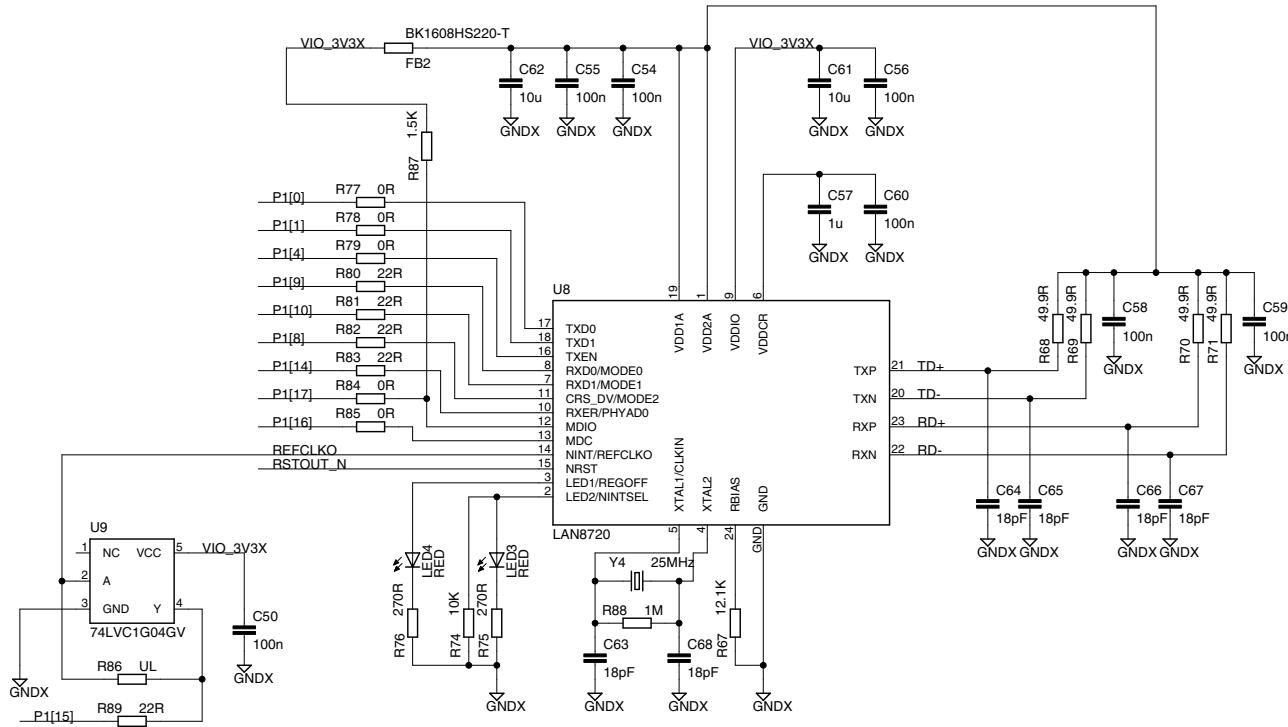 BK1608HS220-T
VIO_3V3X
FB2
VIO_3V3X
C62
10u
GNDX
C55
100n
GNDX
C54
100n
GNDX
C61
10u
GNDX
C56
100n
GNDX
1.5K
R87
C57
1u
GNDX
C60
100n
GNDX
P1[0] R77 0R
P1[1] R78 0R
P1[4] R79 0R
P1[9] R80 22R
P1[10] R81 22R
P1[8] R82 22R
P1[14] R83 22R
P1[17] R84 0R
P1[16] R85 0R
REFCLKO
RSTOUT_N
U8
19 VDD1A
1 VDD2A
9 VDDIO
6 VDDCR
17 TXD0
18 TXD1
16 TXEN
8 RXD0/MODE0
7 RXD1/MODE1
11 CRS_DV/MODE2
10 RXER/PHYAD0
12 MDIO
13 MDC
14 NINT/REFCLKO
15 NRST
3 LED1/REGOFF
2 LED2/NINTSEL
TXP 21 TD+
TXN 20 TD-
RXP 23 RD+
RXN 22 RD-
XTAL1/CLKIN 5
XTAL2 4
RBIAS 24
GND GND
LAN8720
49.9R
R68
49.9R
R69
C58
100n
GNDX
49.9R
R70
49.9R
R71
C59
100n
GNDX
C64
18pF
GNDX
C65
18pF
GNDX
C66
18pF
GNDX
C67
18pF
GNDX
LED4
RED
270R
R76
10K
R74
LED3
RED
270R
R75
GNDX
Y4 25MHz
R88 1M
C63
18pF
GNDX
C68
18pF
GNDX
12.1K
R67
GNDX
U9
1 NC VCC 5 VIO_3V3X
2 A
3 GND Y 4
74LVC1G04GV
C50
100n
GNDX
R86 UL
GNDX
P1[15] R89 22R